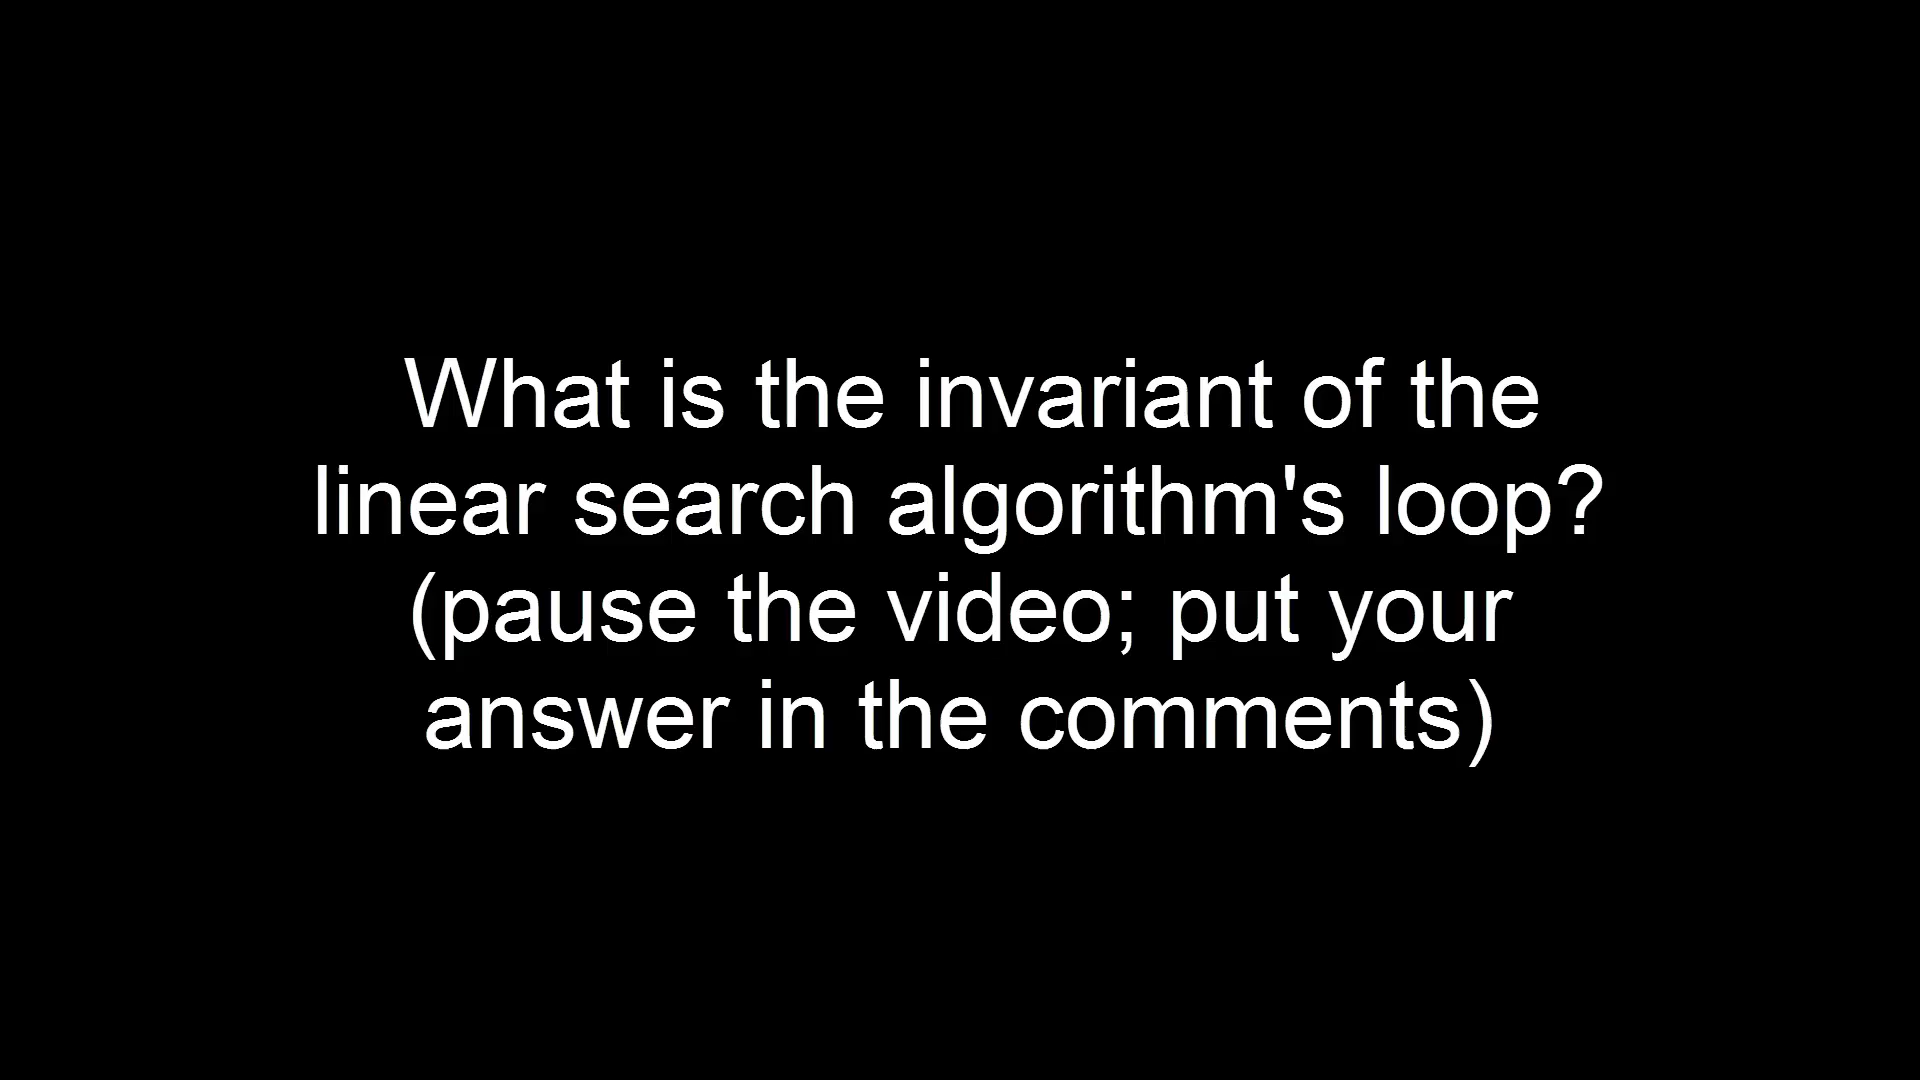 What is the invariant of the
linear search algorithm's loop?
(pause the video; put your
answer in the comments)